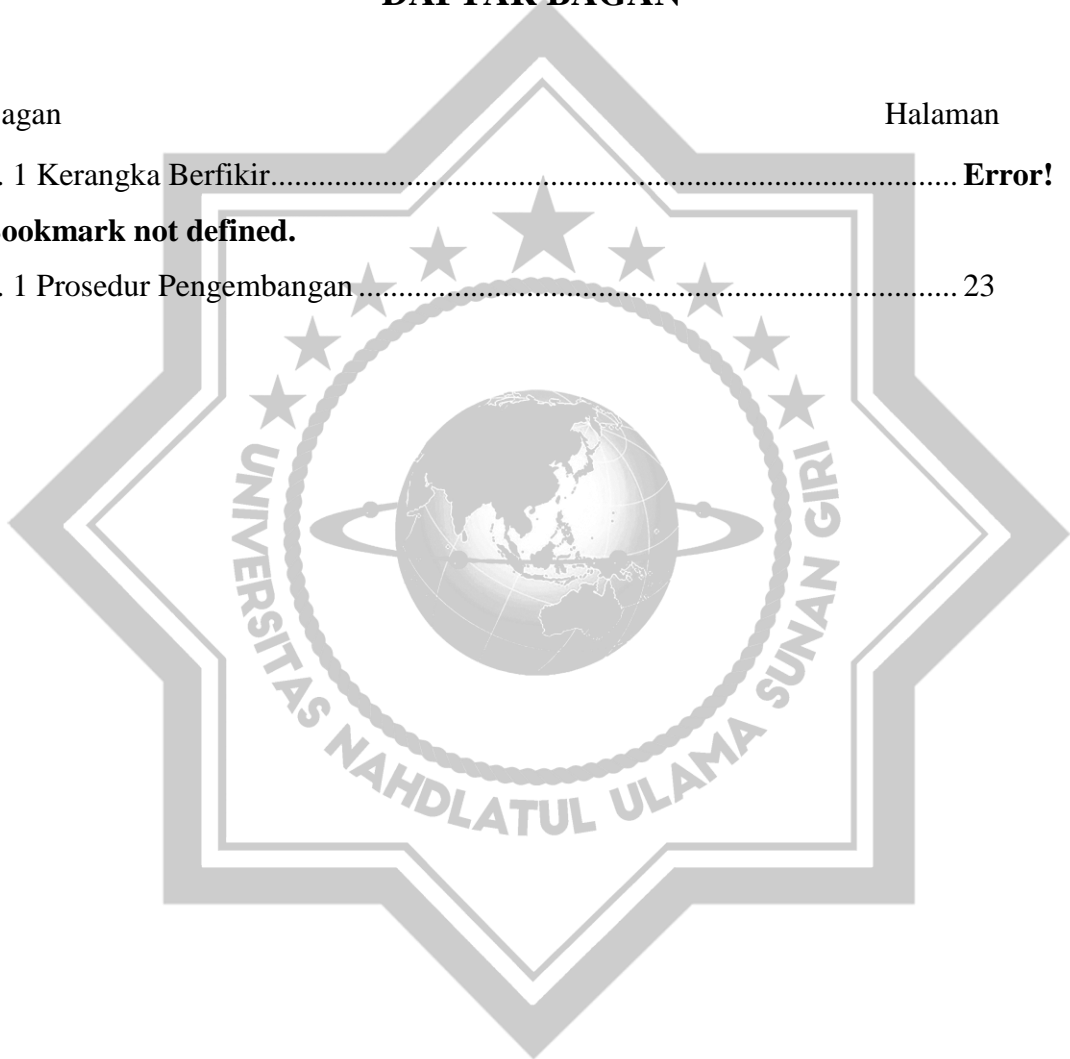 DAFTAR BAGAN
agan Halaman
. 1 Kerangka Berfikir........................................................................................ Error!
Bookmark not defined.
. 1 Prosedur Pengembangan............................................................................ 23
UNIVERSITAS NAHDLATUL ULAMA SUNAN GIRI